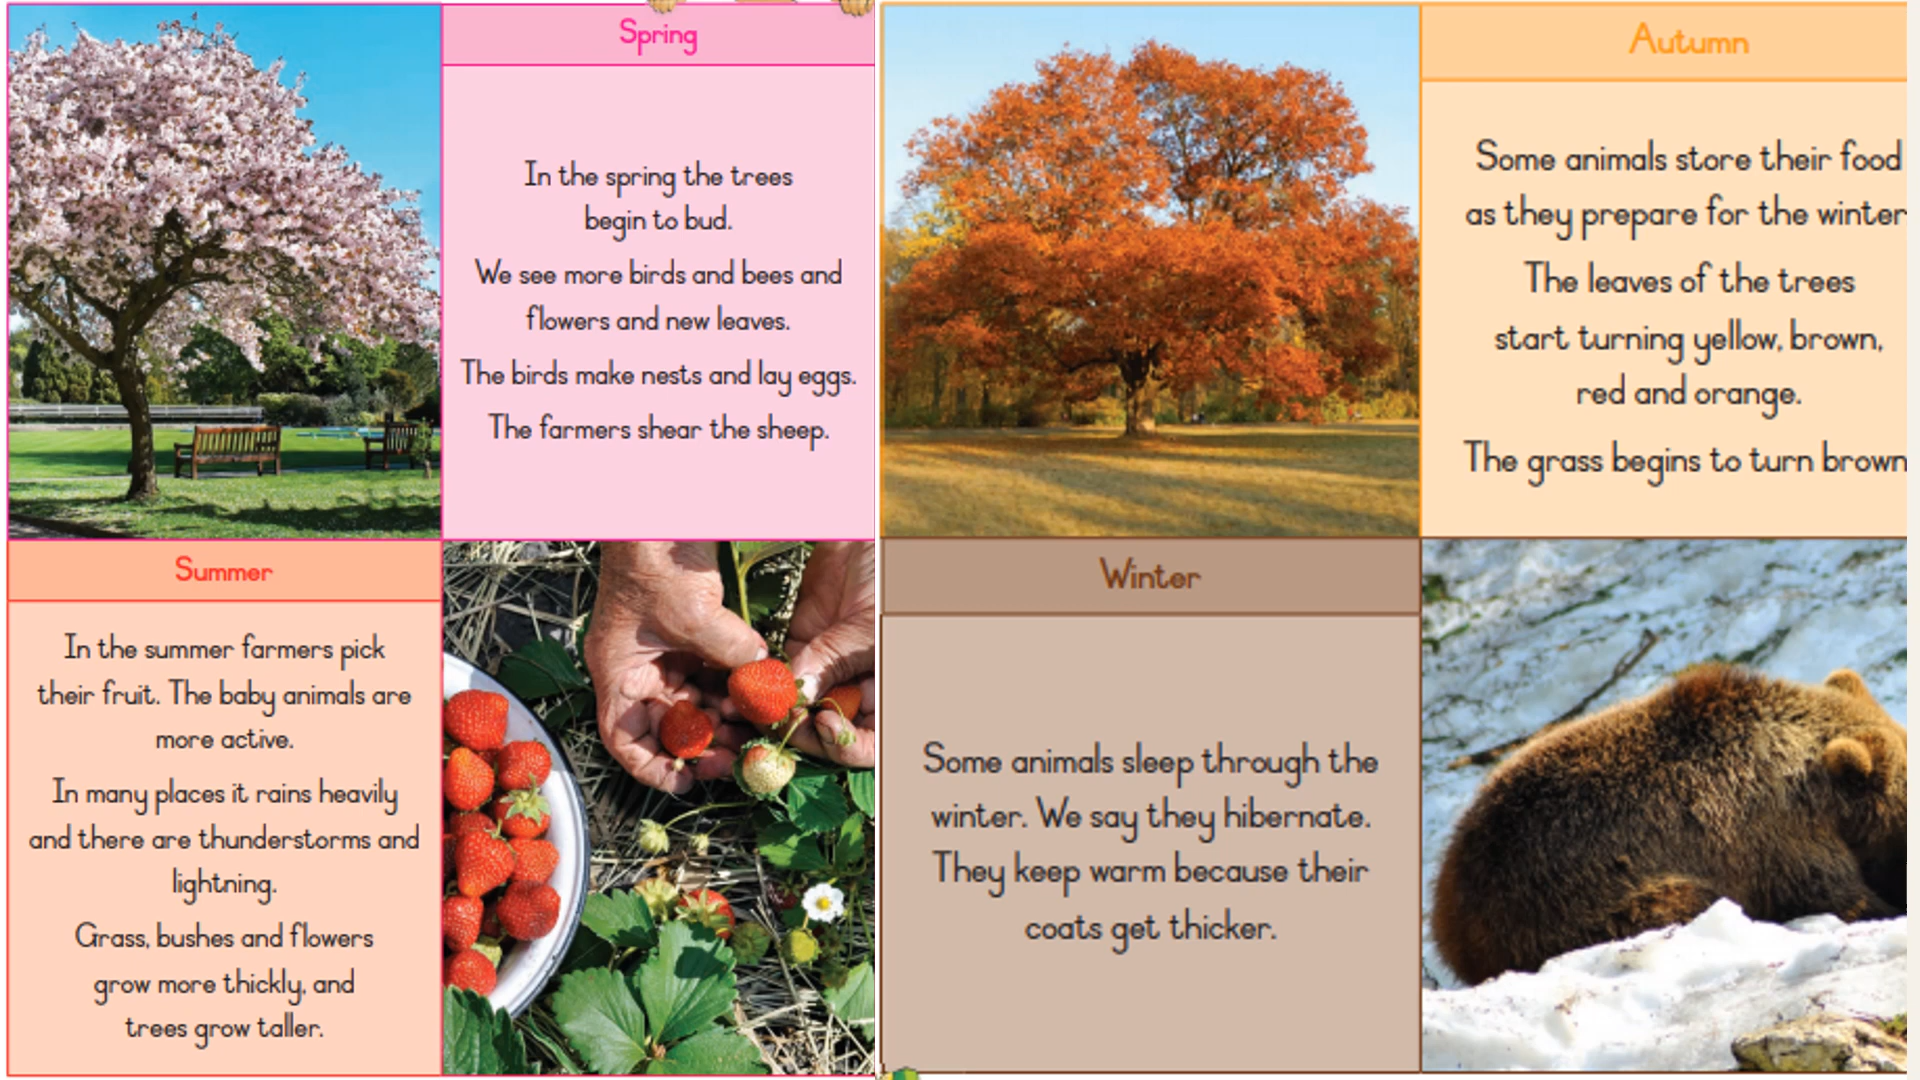 Spring
In the spring the trees
begin to bud.
We see more birds and bees and
flowers and new leaves.
The birds make nests and lay eggs.
The farmers shear the sheep.
Summer
In the summer farmers pick
their fruit. The baby animals are
more active.
In many places it rains heavily
and there are thunderstorms and
lightning.
Grass, bushes and flowers
grow more thickly, and
trees grow taller.
Autumn
Some animals store their food
as they prepare for the winter
The leaves of the trees
start turning yellow, brown,
red and orange.
The grass begins to turn brown
Winter
Some animals sleep through the
winter. We say they hibernate.
They keep warm because their
coats get thicker.